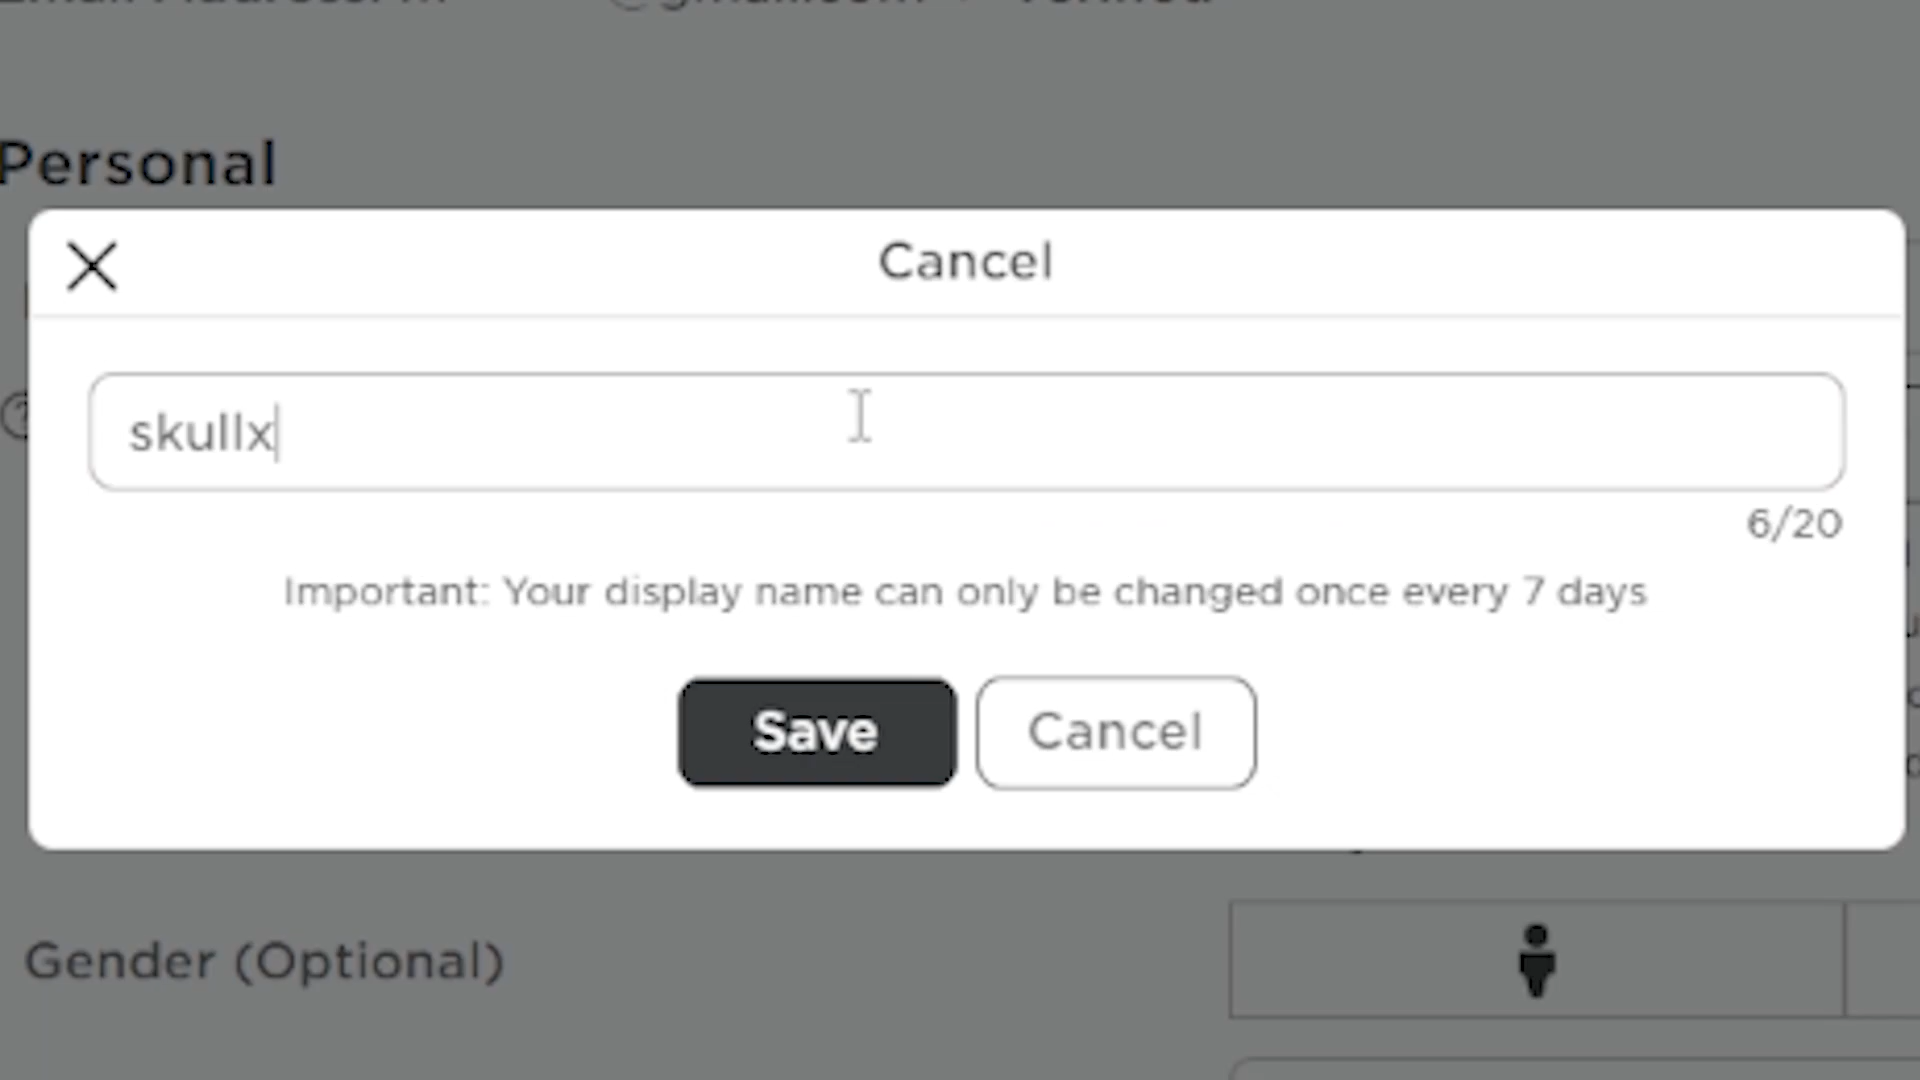 Personal
Cancel
skullx
6/20
Important: Your display name can only be changed once every 7 days
Save
Cancel
Gender (Optional)